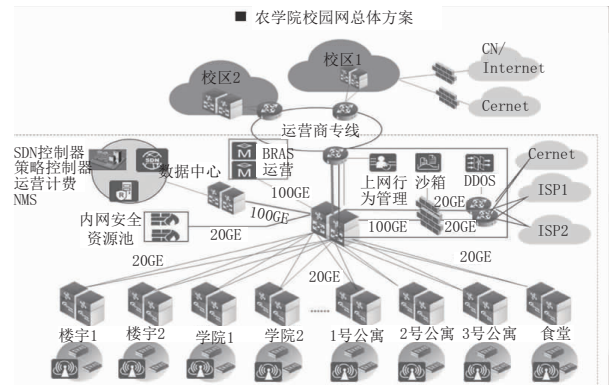 ■ 农学院校园网总体方案
校区1
校区2
CN/
Internet
Cernet
运营商专线
SDN控制器
策略控制器
运营计费
NMS
SDN
数据中心
M
M
BRAS
运营
100GE
上网行
为管理
沙箱
DDOS
Cernet
ISP1
ISP2
内网安全
资源池
100GE
20GE
100GE
20GE
20GE
20GE
20GE
20GE
楼宇1
楼宇2
学院1
学院2
......
1号公寓
2号公寓
3号公寓
食堂